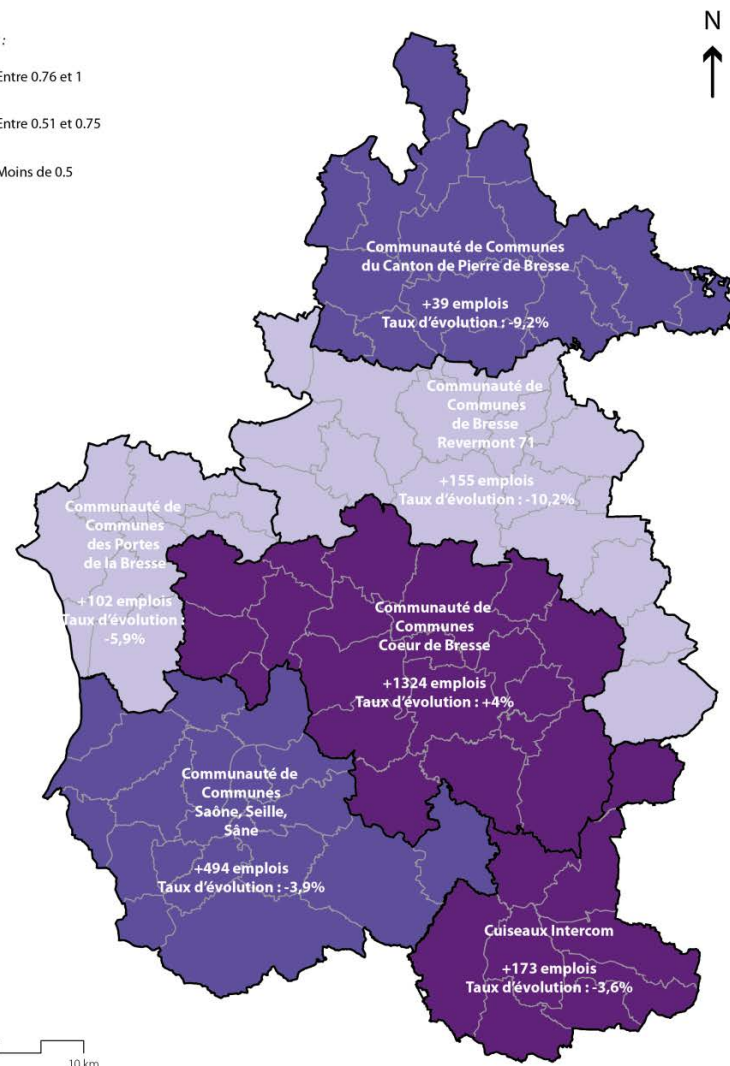 N
:
Entre 0.76 et 1
Entre 0.51 et 0.75
Moins de 0.5
Communauté de Communes
du Canton de Pierre de Bresse
+39 emplois
Taux d'évolution : -9,2%
Communauté de
Communes
de Bresse
Revermont 71
+155 emplois
Taux d'évolution : -10,2%
Communauté de
Communes
des Portes
de la Bresse
+102 emplois
Taux d'évolution :
-5,9%
Communauté de
Communes
Coeur de Bresse
+1324 emplois
Taux d'évolution : +4%
Communauté de
Communes
Saône, Seille,
Sâne
+494 emplois
Taux d'évolution : -3,9%
Cuiseaux Intercom
+173 emplois
Taux d'évolution : -3,6%
10 km